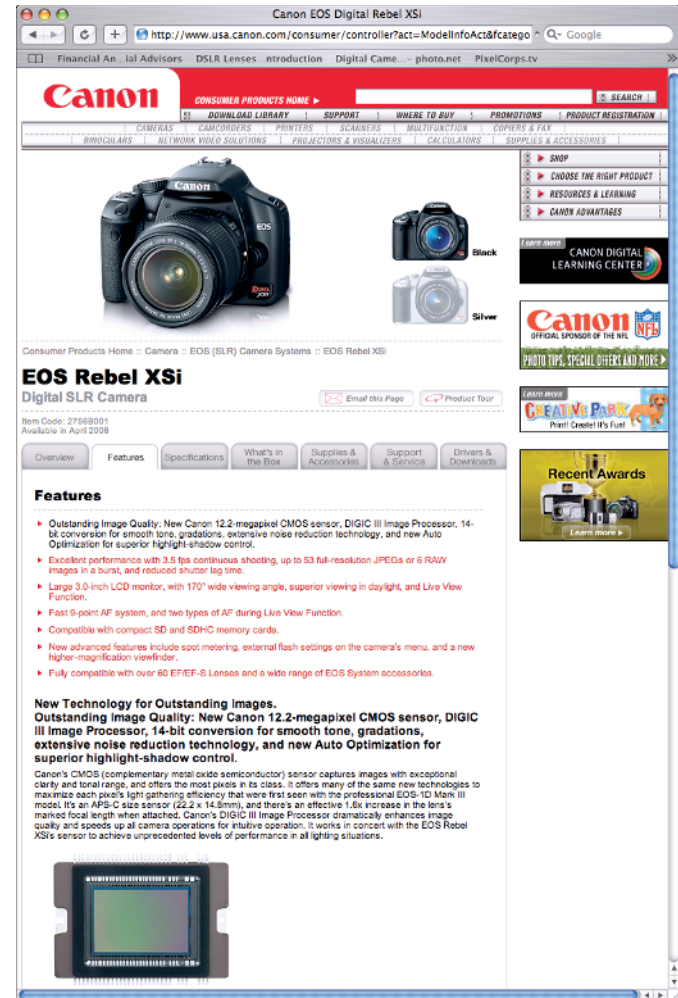 Canon EOS Digital Rebel XSi
http://www.usa.canon.com/consumer/controller?act=ModelInfoAct&fcatego
Google
Financial An...ial Advisors DSLR Lenses...ntroduction Digital Came...- photo.net PixelCorps.tv
Canon
CONSUMER PRODUCTS HOME
SEARCH
DOWNLOAD LIBRARY SUPPORT WHERE TO BUY PROMOTIONS PRODUCT REGISTRATION
CAMERAS CAMCORDERS PRINTERS SCANNERS MULTIFUNCTION COPIERS & FAX
BINOCULARS NETWORK VIDEO SOLUTIONS PROJECTORS & VISUALIZERS CALCULATORS SUPPLIES & ACCESSORIES
SHOP
CHOOSE THE RIGHT PRODUCT
RESOURCES & LEARNING
CANON ADVANTAGES
Canon
EOS
Black
Silver
Learn more
CANON DIGITAL
LEARNING CENTER
Canon
NFL
OFFICIAL SPONSOR OF THE NFL
PHOTO TIPS, SPECIAL OFFERS AND MORE
Learn more
CREATIVE PARK
Print! Create! It's Fun!
Recent Awards
Learn more
Consumer Products Home :: Camera :: EOS (SLR) Camera Systems :: EOS Rebel XSi
EOS Rebel XSi
Digital SLR Camera
Email this Page Product Tour
Item Code: 2756B001
Available in April 2008
Overview Features Specifications What's in the Box Supplies & Accessories Support & Service Drivers & Downloads
Features
Outstanding Image Quality: New Canon 12.2-megapixel CMOS sensor, DIGIC III Image Processor, 14-
bit conversion for smooth tone, gradations, extensive noise reduction technology, and new Auto
Optimization for superior highlight-shadow control.
Excellent performance with 3.5 fps continuous shooting, up to 53 full-resolution JPEGs or 6 RAW
images in a burst, and reduced shutter lag time.
Large 3.0-inch LCD monitor, with 170° wide viewing angle, superior viewing in daylight, and Live View
Function.
Fast 9-point AF system, and two types of AF during Live View Function.
Compatible with compact SD and SDHC memory cards.
New advanced features include spot metering, external flash settings on the camera's menu, and a new
higher-magnification viewfinder.
Fully compatible with over 60 EF/EF-S Lenses and a wide range of EOS System accessories.
New Technology for Outstanding Images.
Outstanding Image Quality: New Canon 12.2-megapixel CMOS sensor, DIGIC
III Image Processor, 14-bit conversion for smooth tone, gradations,
extensive noise reduction technology, and new Auto Optimization for
superior highlight-shadow control.
Canon's CMOS (complementary metal oxide semiconductor) sensor captures images with exceptional
clarity and tonal range, and offers the most pixels in its class. It offers many of the same new technologies to
maximize each pixel's light gathering efficiency that were first seen with the professional EOS-1D Mark III
model. It's an APS-C size sensor (22.2 x 14.8mm), and there's an effective 1.6x increase in the lens's
marked focal length when attached. Canon's DIGIC III Image Processor dramatically enhances image
quality and speeds up all camera operations for intuitive operation. It works in concert with the EOS Rebel
XSi's sensor to achieve unprecedented levels of performance in all lighting situations.